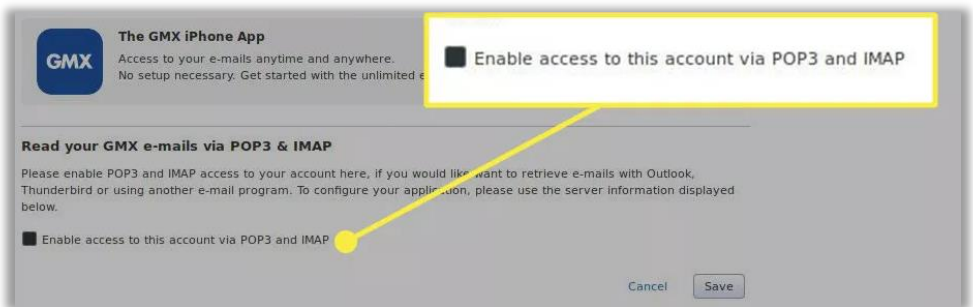 GMX
The GMX iPhone App
Access to your e-mails anytime and anywhere.
No setup necessary. Get started with the unlimited
Enable access to this account via POP3 and IMAP
Read your GMX e-mails via POP3 & IMAP
Please enable POP3 and IMAP access to your account here, if you would like want to retrieve e-mails with Outlook,
Thunderbird or using another e-mail program. To configure your application, please use the server information displayed
below.
Enable access to this account via POP3 and IMAP
Cancel
Save